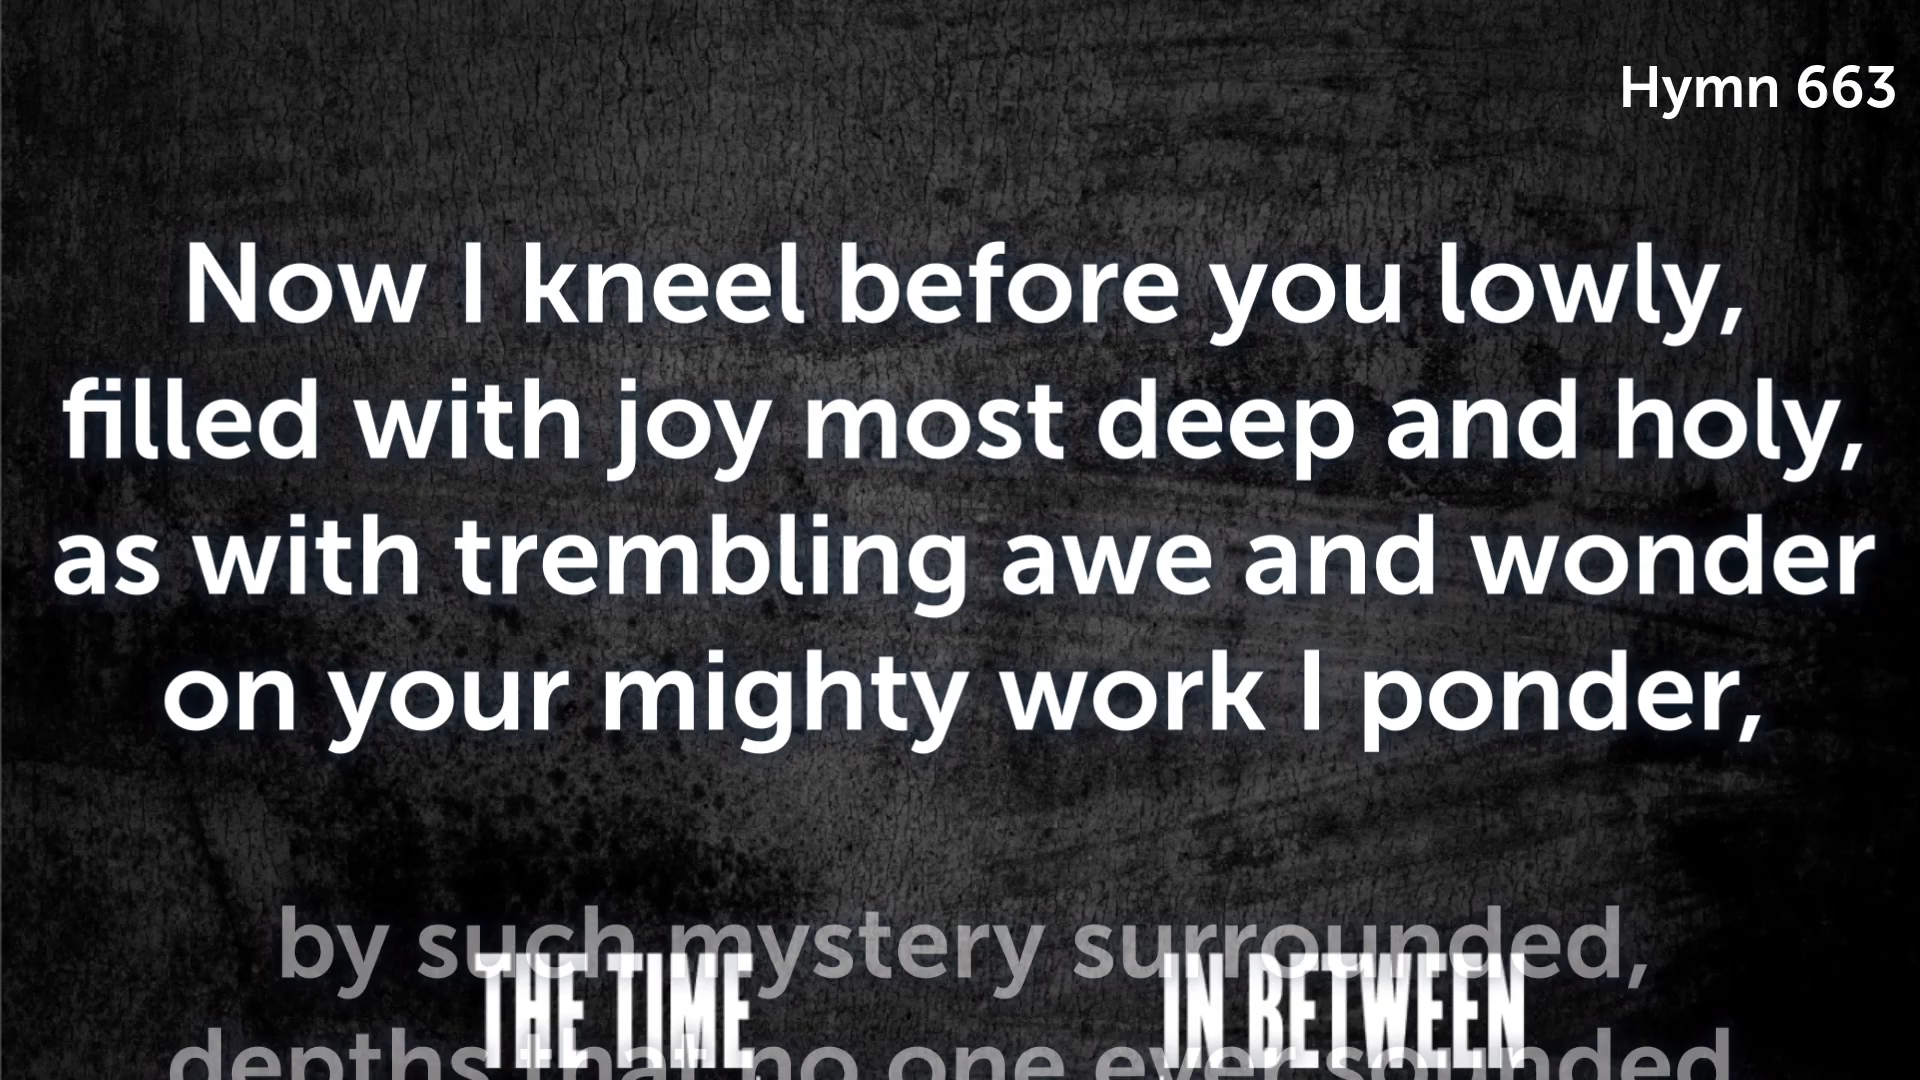 Hymn 663
Now I kneel before you lowly,
filled with joy most deep and holy,
as with trembling awe and wonder
on your mighty work I ponder,
by such mystery surrounded,
THE TIME IN BETWEEN
depths that no one ever sounded